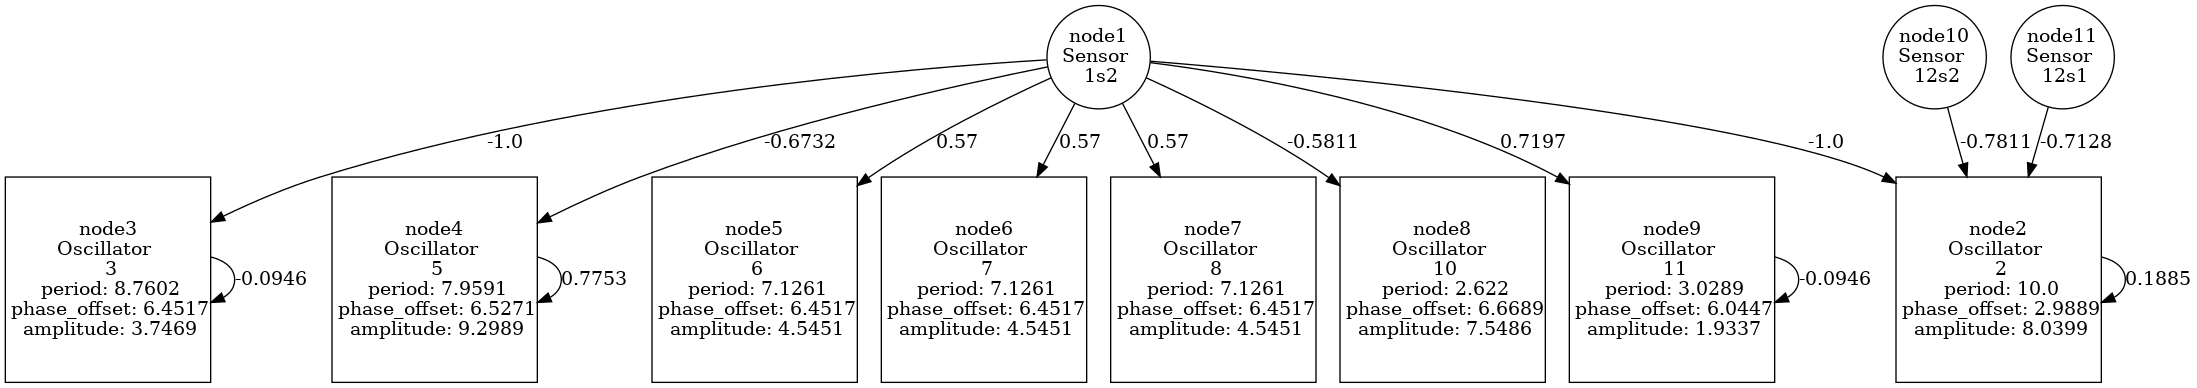 node1
Sensor
1s2
node10
Sensor
12s2
node11
Sensor
12s1
-1.0
-0.6732
0.57
0.57
0.57
-0.5811
0.7197
-1.0
-0.7811
-0.7128
node3
Oscillator
3
period: 8.7602
phase_offset: 6.4517
amplitude: 3.7469
-0.0946
node4
Oscillator
5
period: 7.9591
phase_offset: 6.5271
amplitude: 9.2989
0.7753
node5
Oscillator
6
period: 7.1261
phase_offset: 6.4517
amplitude: 4.5451
node6
Oscillator
7
period: 7.1261
phase_offset: 6.4517
amplitude: 4.5451
node7
Oscillator
8
period: 7.1261
phase_offset: 6.4517
amplitude: 4.5451
node8
Oscillator
10
period: 2.622
phase_offset: 6.6689
amplitude: 7.5486
node9
Oscillator
11
period: 3.0289
phase_offset: 6.0447
amplitude: 1.9337
-0.0946
node2
Oscillator
2
period: 10.0
phase_offset: 2.9889
amplitude: 8.0399
0.1885